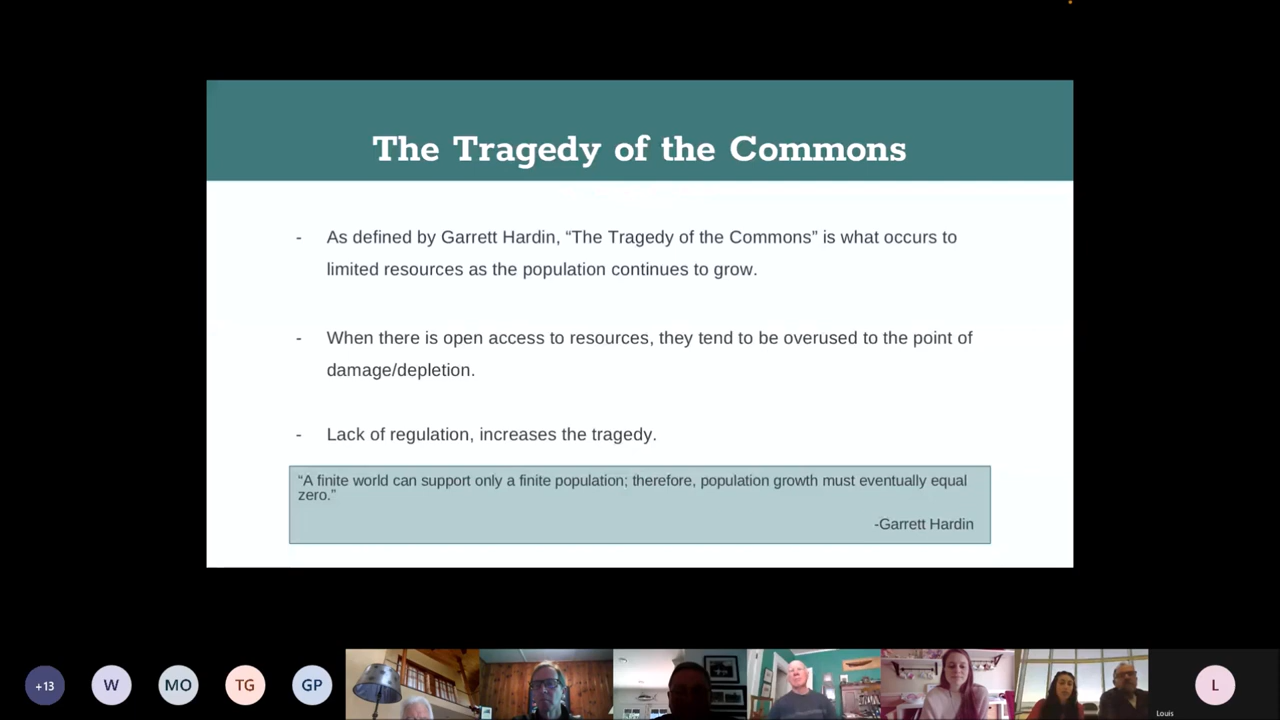 The Tragedy of the Commons
- As defined by Garrett Hardin, “The Tragedy of the Commons” is what occurs to
limited resources as the population continues to grow.
- When there is open access to resources, they tend to be overused to the point of
damage/depletion.
- Lack of regulation, increases the tragedy.
“A finite world can support only a finite population; therefore, population growth must eventually equal
zero.”
-Garrett Hardin
+13
W
MO
TG
GP
L
Louis